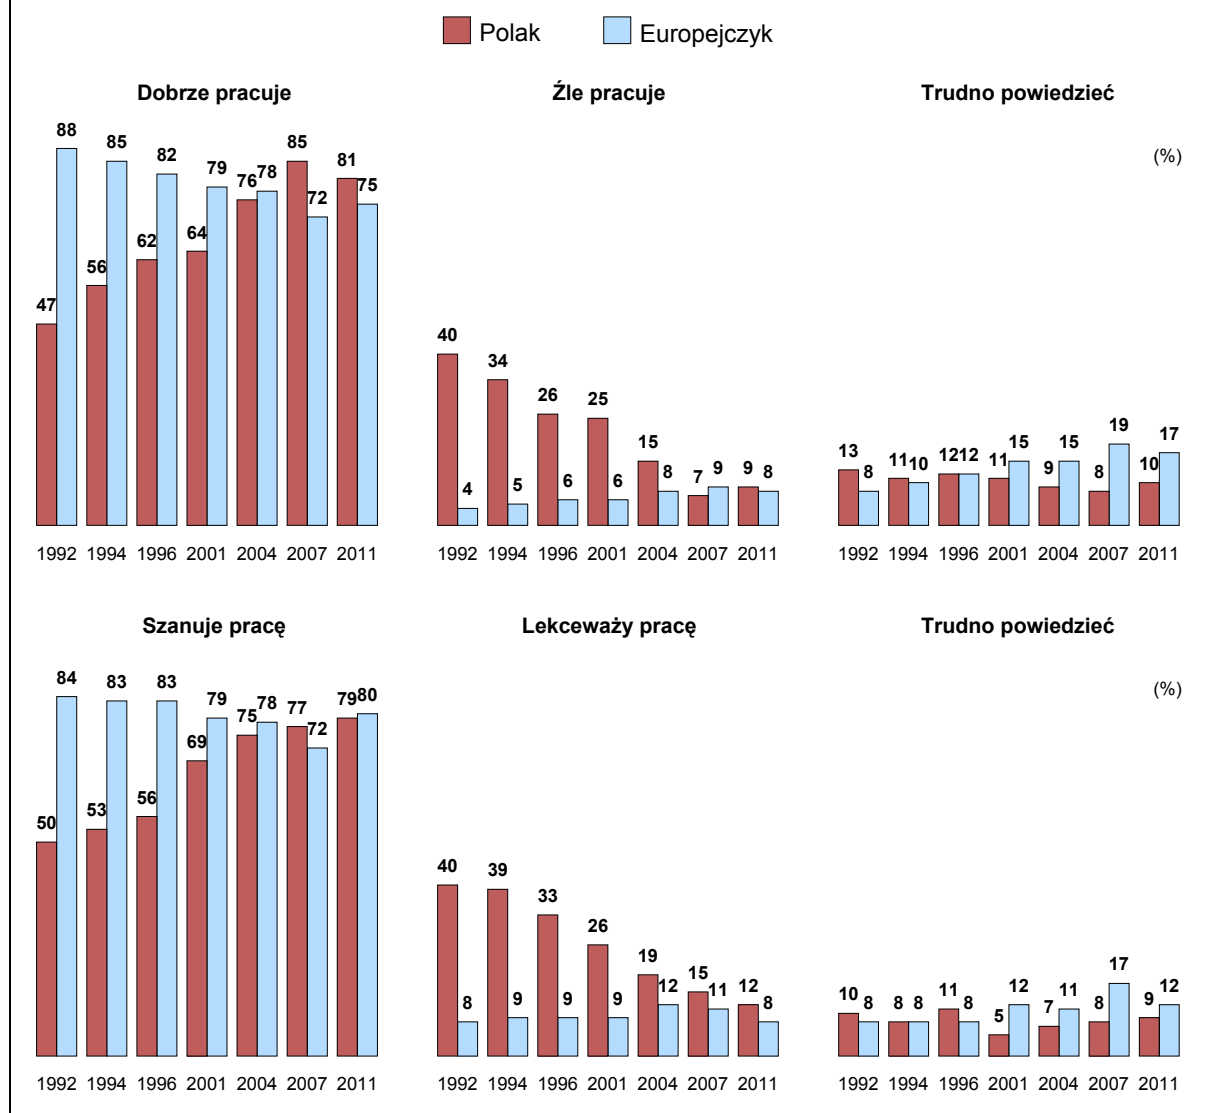 Polak Europejczyk
Dobrze pracuje Źle pracuje Trudno powiedzieć
(%)
88 85 82 79 76 78 85 72 81 75
47 56 62 64
40 34 26 25 15 7 9
4 5 6 6 8 9 8
13 11 12 11 9 8 10
8 10 12 15 15 19 17
1992 1994 1996 2001 2004 2007 2011 1992 1994 1996 2001 2004 2007 2011 1992 1994 1996 2001 2004 2007 2011
Szanuje pracę Lekceważy pracę Trudno powiedzieć
(%)
84 83 83 79 75 78 77 72 79 80
50 53 56 69
40 39 33 26 19 15 12
8 9 9 9 12 11 8
10 8 11 5 7 8 9
8 8 8 12 11 17 12
1992 1994 1996 2001 2004 2007 2011 1992 1994 1996 2001 2004 2007 2011 1992 1994 1996 2001 2004 2007 2011